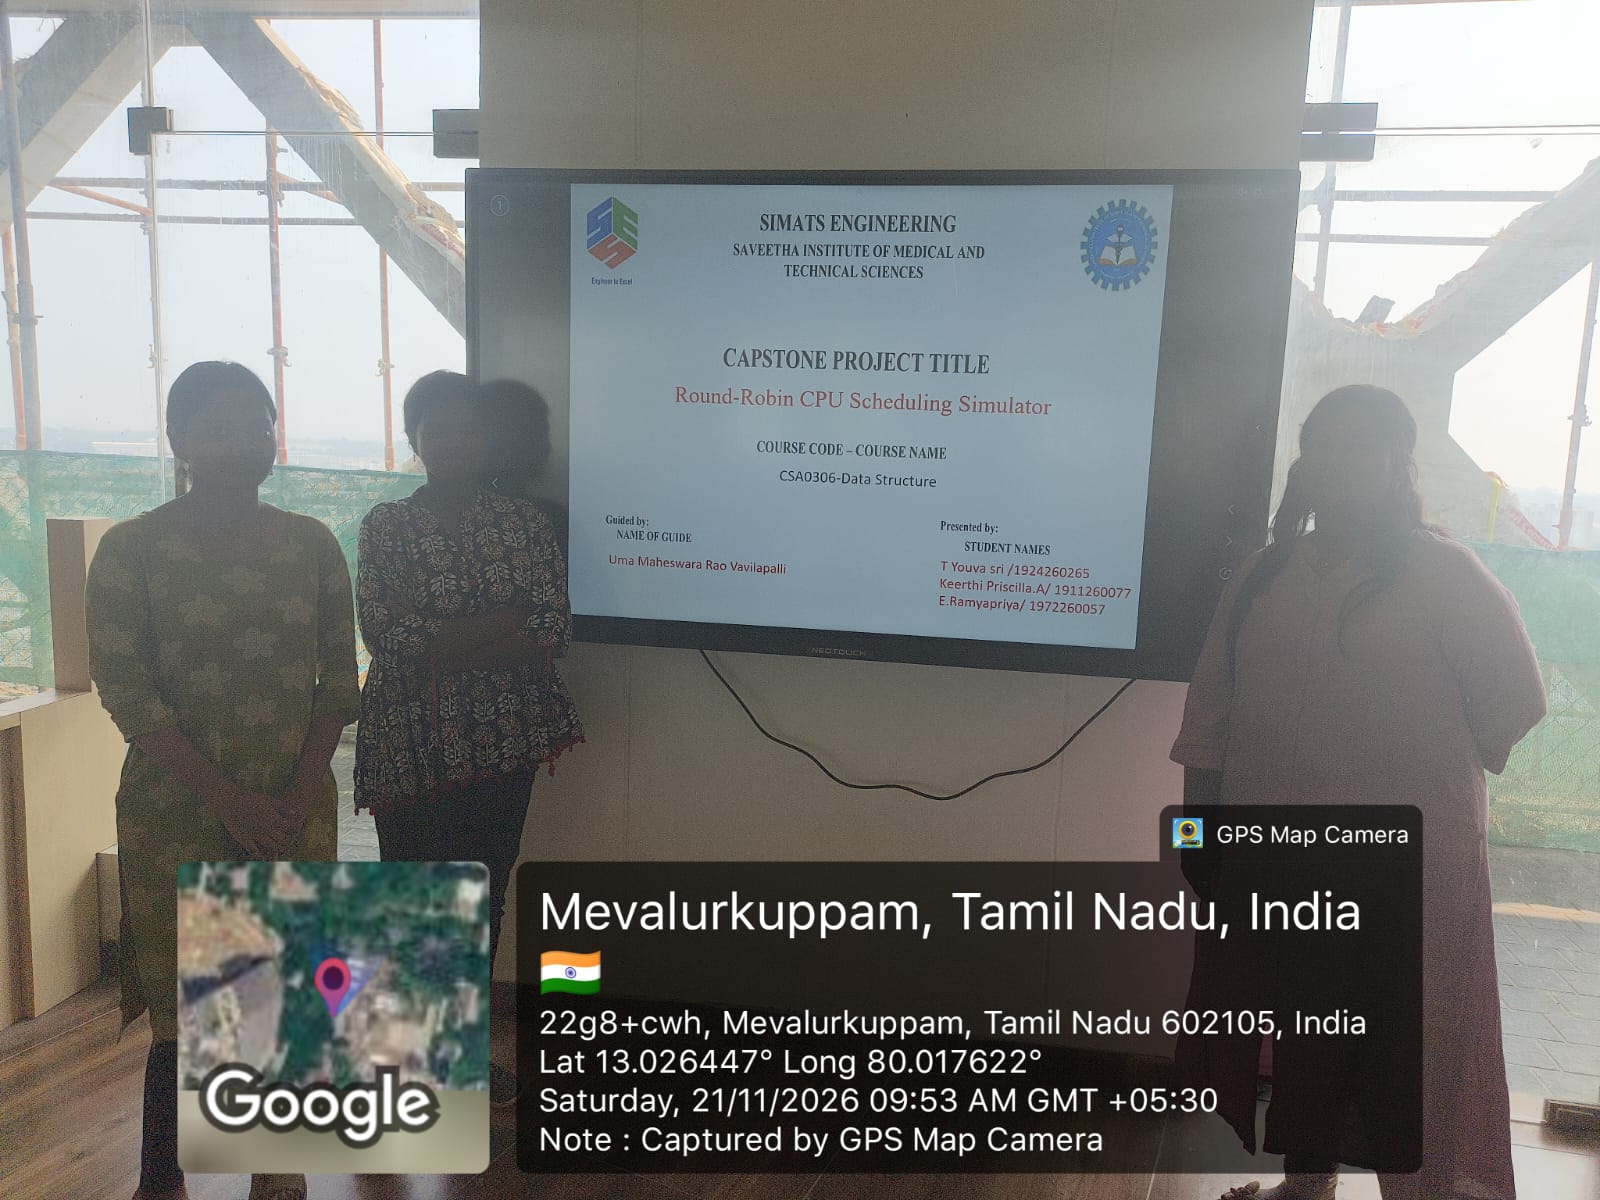 SIMATS ENGINEERING
SAVEETHA INSTITUTE OF MEDICAL AND
TECHNICAL SCIENCES
Engineer to Excel
CAPSTONE PROJECT TITLE
Round-Robin CPU Scheduling Simulator
COURSE CODE – COURSE NAME
CSA0306-Data Structure
Guided by:
NAME OF GUIDE
Uma Maheswara Rao Vavilapalli
Presented by:
STUDENT NAMES
T Youva sri /1924260265
Keerthi Priscilla.A/ 1911260077
E.Ramyapriya/ 1972260057
NEOTOUCH
GPS Map Camera
Mevalurkuppam, Tamil Nadu, India
22g8+cwh, Mevalurkuppam, Tamil Nadu 602105, India
Lat 13.026447° Long 80.017622°
Saturday, 21/11/2026 09:53 AM GMT +05:30
Note : Captured by GPS Map Camera
Google